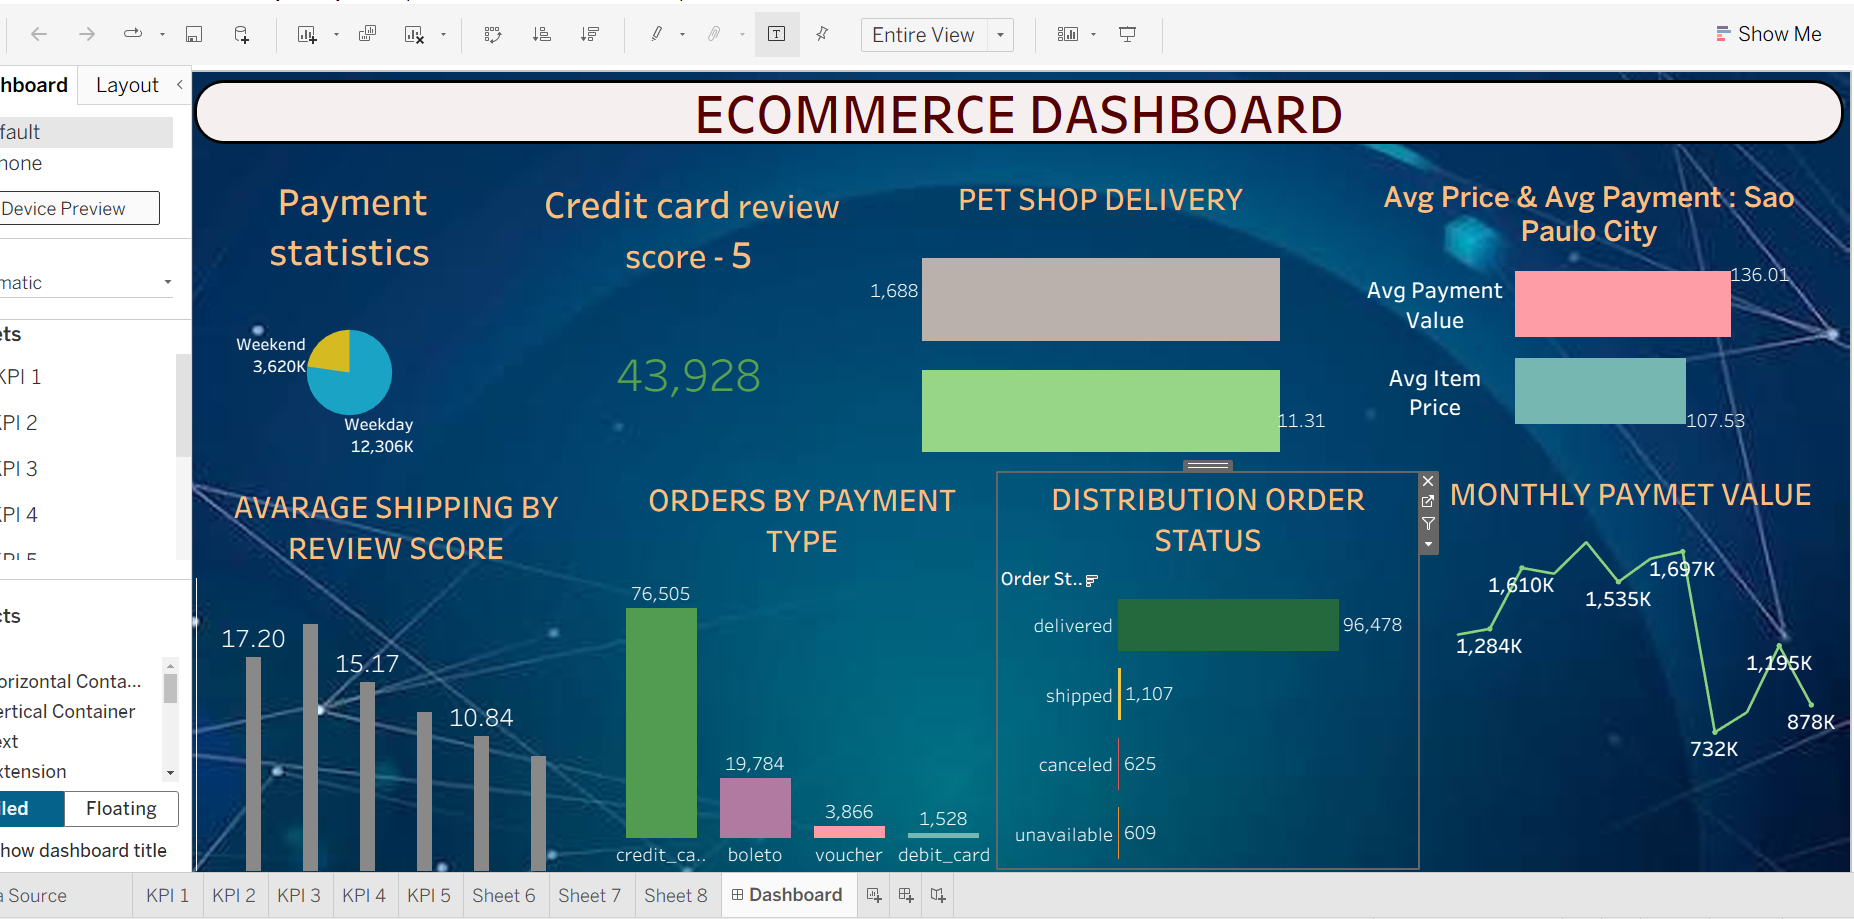 Entire View
Show Me
hboard
Layout
fault
hone
Device Preview
matic
ets
KPI 1
KPI 2
KPI 3
KPI 4
cts
orizontal Conta...
ertical Container
ext
xtension
iled
Floating
how dashboard title
ECOMMERCE DASHBOARD
Payment
statistics
Weekend
3,620K
Weekday
12,306K
Credit card review
score - 5
43,928
PET SHOP DELIVERY
1,688
11.31
Avg Price & Avg Payment : Sao
Paulo City
Avg Payment
Value
136.01
Avg Item
Price
107.53
AVARAGE SHIPPING BY
REVIEW SCORE
17.20
15.17
10.84
ORDERS BY PAYMENT
TYPE
76,505
19,784
3,866
1,528
credit_ca..
boleto
voucher
debit_card
DISTRIBUTION ORDER
STATUS
Order St..
delivered
96,478
shipped
1,107
canceled
625
unavailable
609
MONTHLY PAYMET VALUE
1,284K
1,610K
1,535K
1,697K
732K
1,195K
878K
a Source
KPI 1
KPI 2
KPI 3
KPI 4
KPI 5
Sheet 6
Sheet 7
Sheet 8
Dashboard